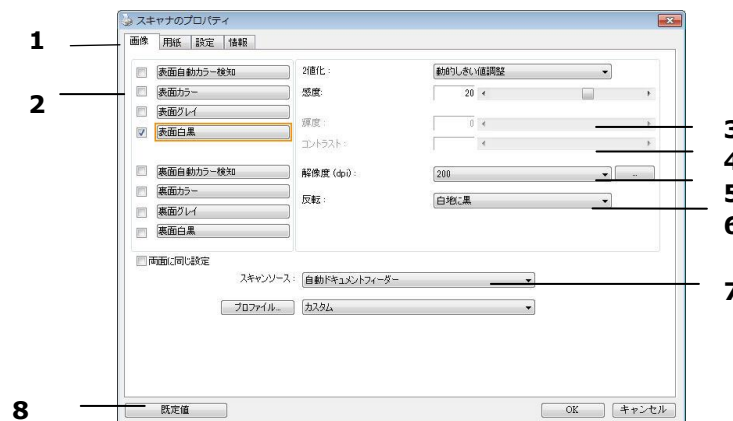 スキャナのプロパティ
1
画像 用紙 設定 情報
2
表面自動カラー検知
表面カラー
表面グレイ
表面白黒
裏面自動カラー検知
裏面カラー
裏面グレイ
裏面白黒
2値化: 動的しきい値調整
感度: 20
輝度: 0
コントラスト:
解像度 (dpi): 200 ...
反転: 白地に黒
3
4
5
6
両面に同じ設定
スキャンソース: 自動ドキュメントフィーダー
7
プロファイル... カスタム
8
既定値 OK キャンセル